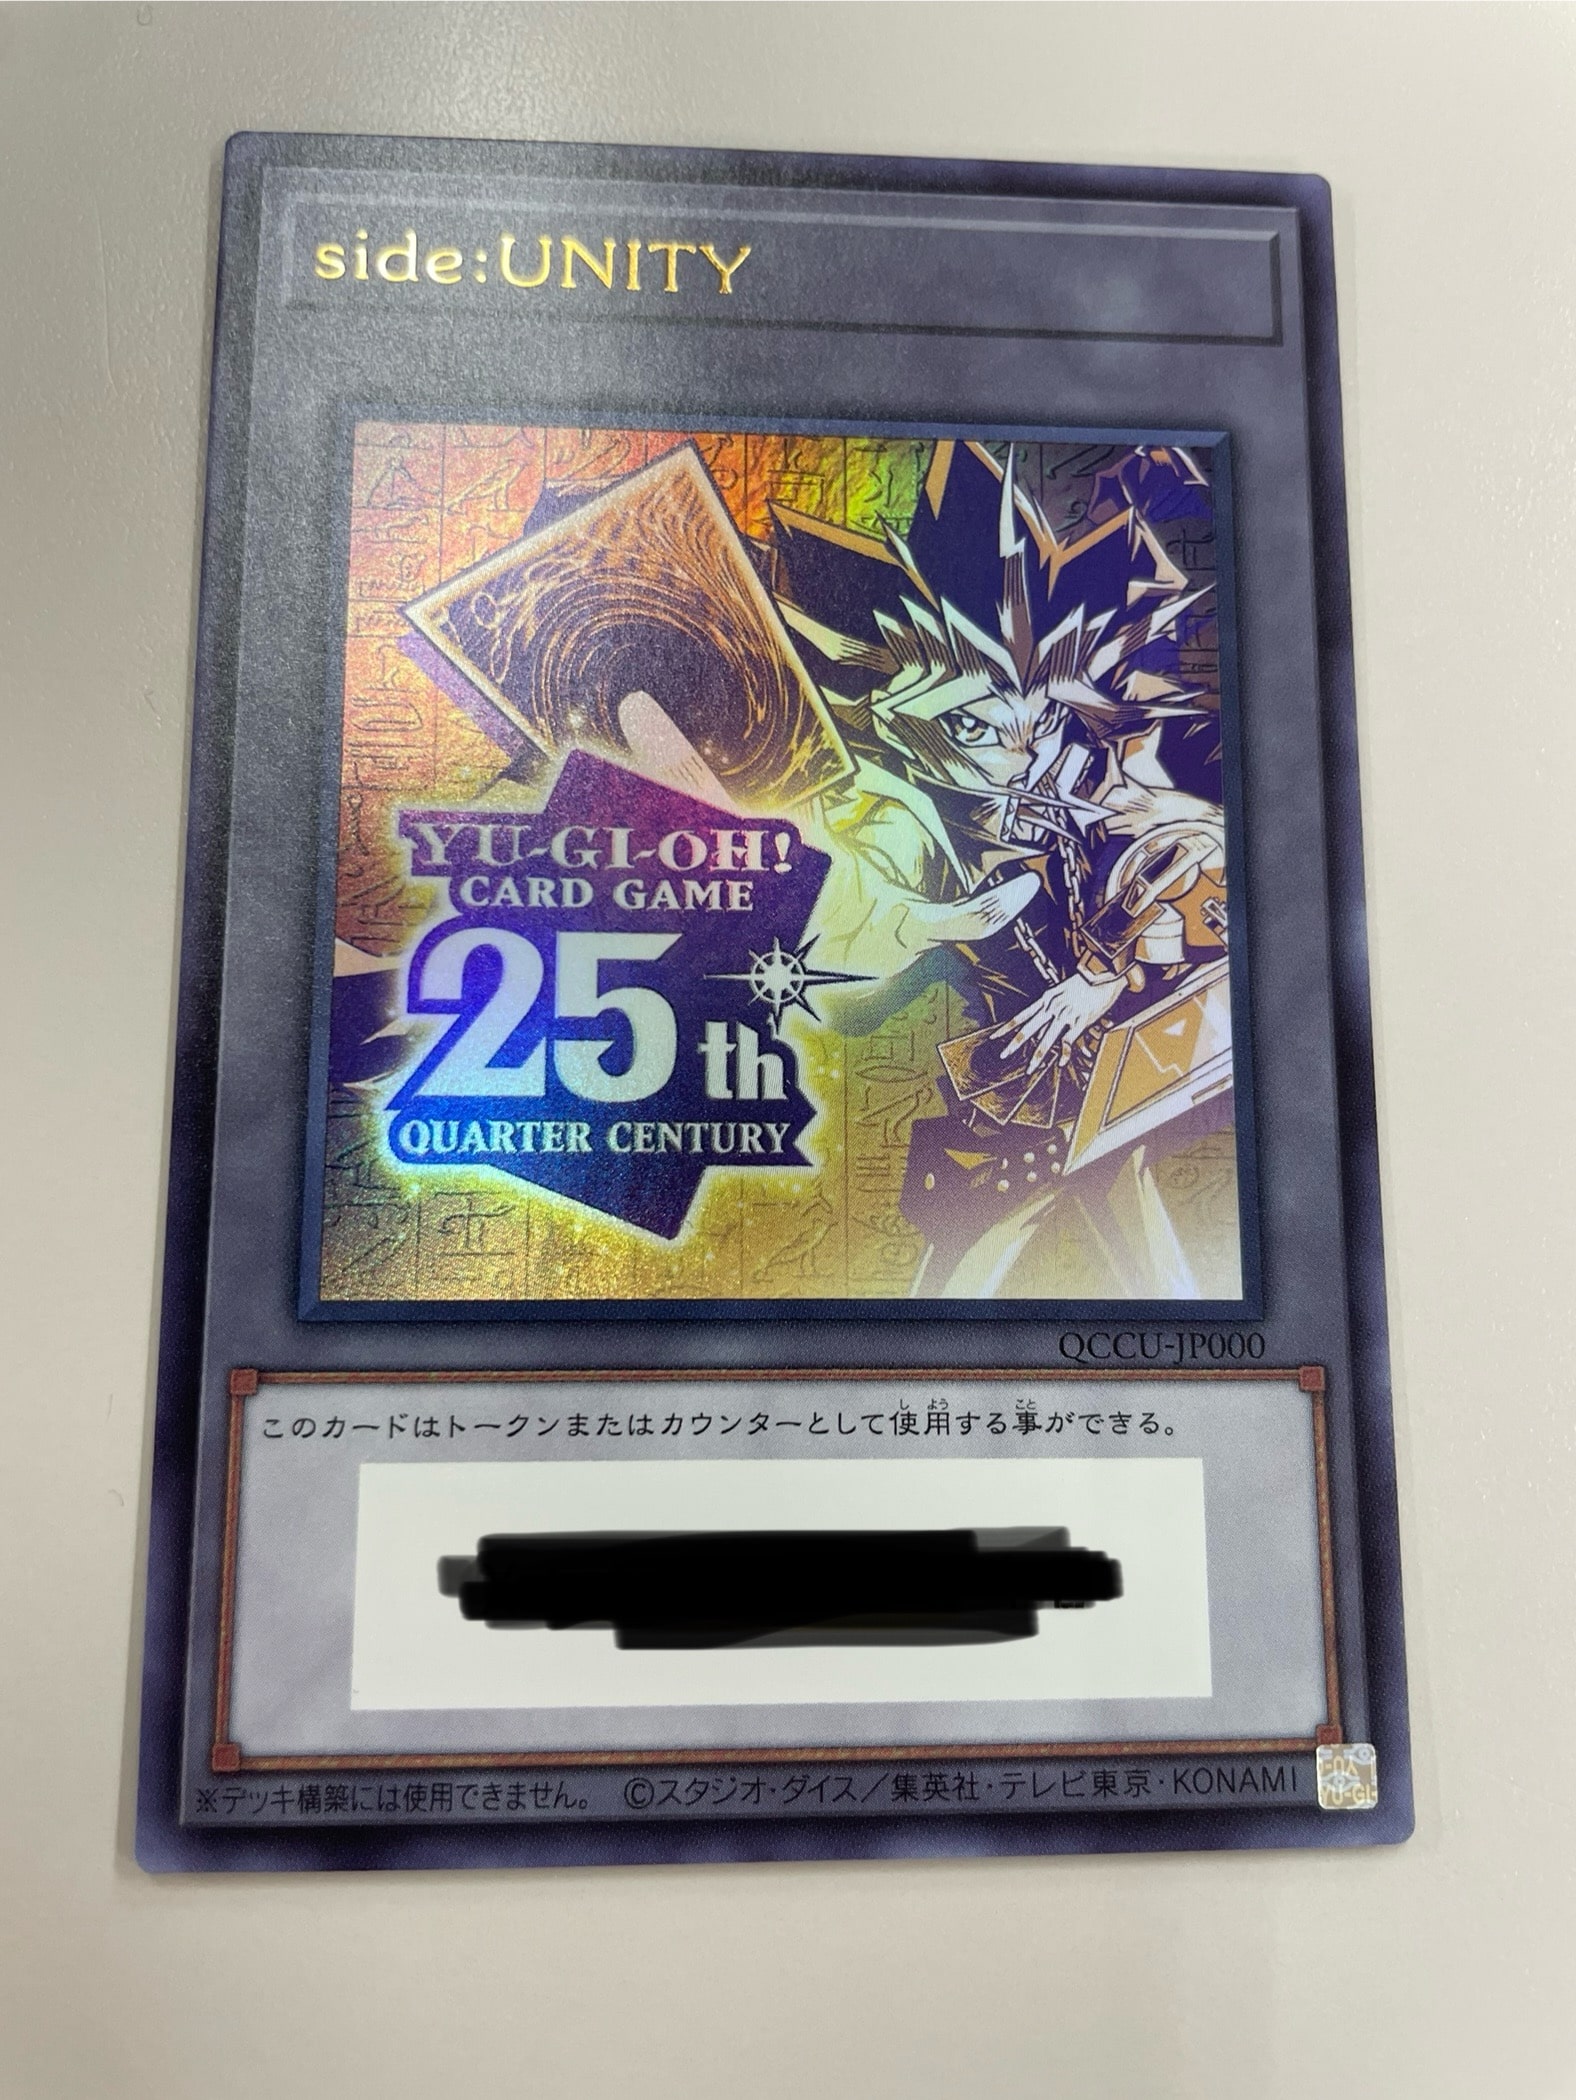 side:UNITY
YU-GI-OH!
CARD GAME
25th
QUARTER CENTURY
QCCU-JP000
このカードはトークンまたはカウンターとして使用する事ができる。
※デッキ構築には使用できません。 ©スタジオ・ダイス／集英社・テレビ東京・KONAMI